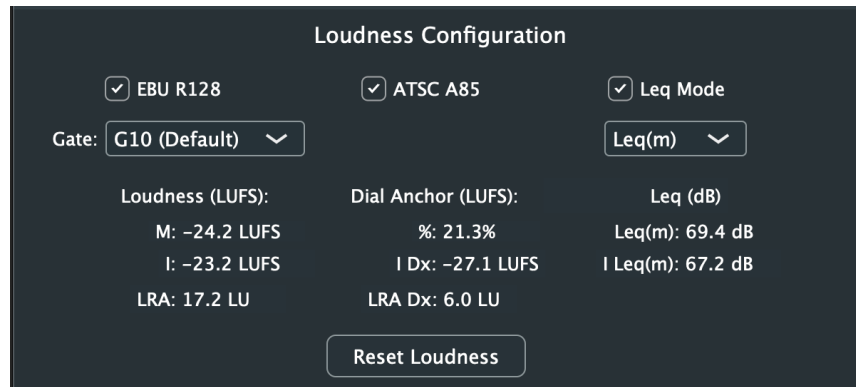 Loudness Configuration
EBU R128 ATSC A85 Leq Mode
Gate: G10 (Default) Leq(m)
Loudness (LUFS): Dial Anchor (LUFS): Leq (dB)
M: -24.2 LUFS %: 21.3% Leq(m): 69.4 dB
I: -23.2 LUFS I Dx: -27.1 LUFS I Leq(m): 67.2 dB
LRA: 17.2 LU LRA Dx: 6.0 LU
Reset Loudness